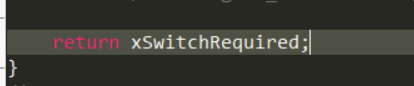 return xSwitchRequired;
}